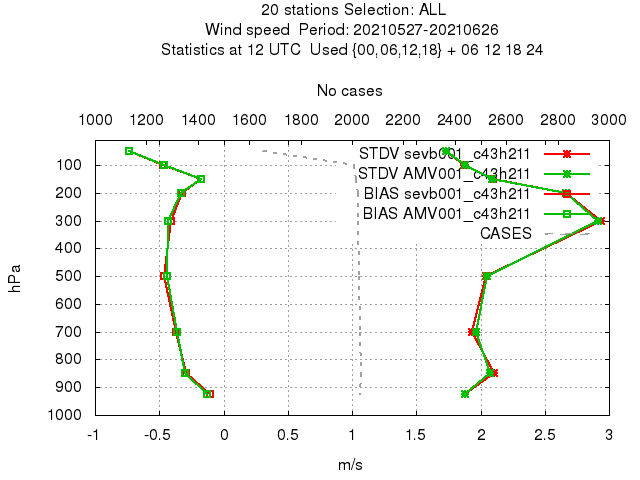 20 stations Selection: ALL
Wind speed  Period: 20210527-20210626
Statistics at 12 UTC  Used {00,06,12,18} + 06 12 18 24
No cases
1000 1200 1400 1600 1800 2000 2200 2400 2600 2800 3000
STDV sevb001_c43h211
STDV AMV001_c43h211
BIAS sevb001_c43h211
BIAS AMV001_c43h211
CASES
100
200
300
400
500
600
700
800
900
1000
hPa
-1 -0.5 0 0.5 1 1.5 2 2.5 3
m/s